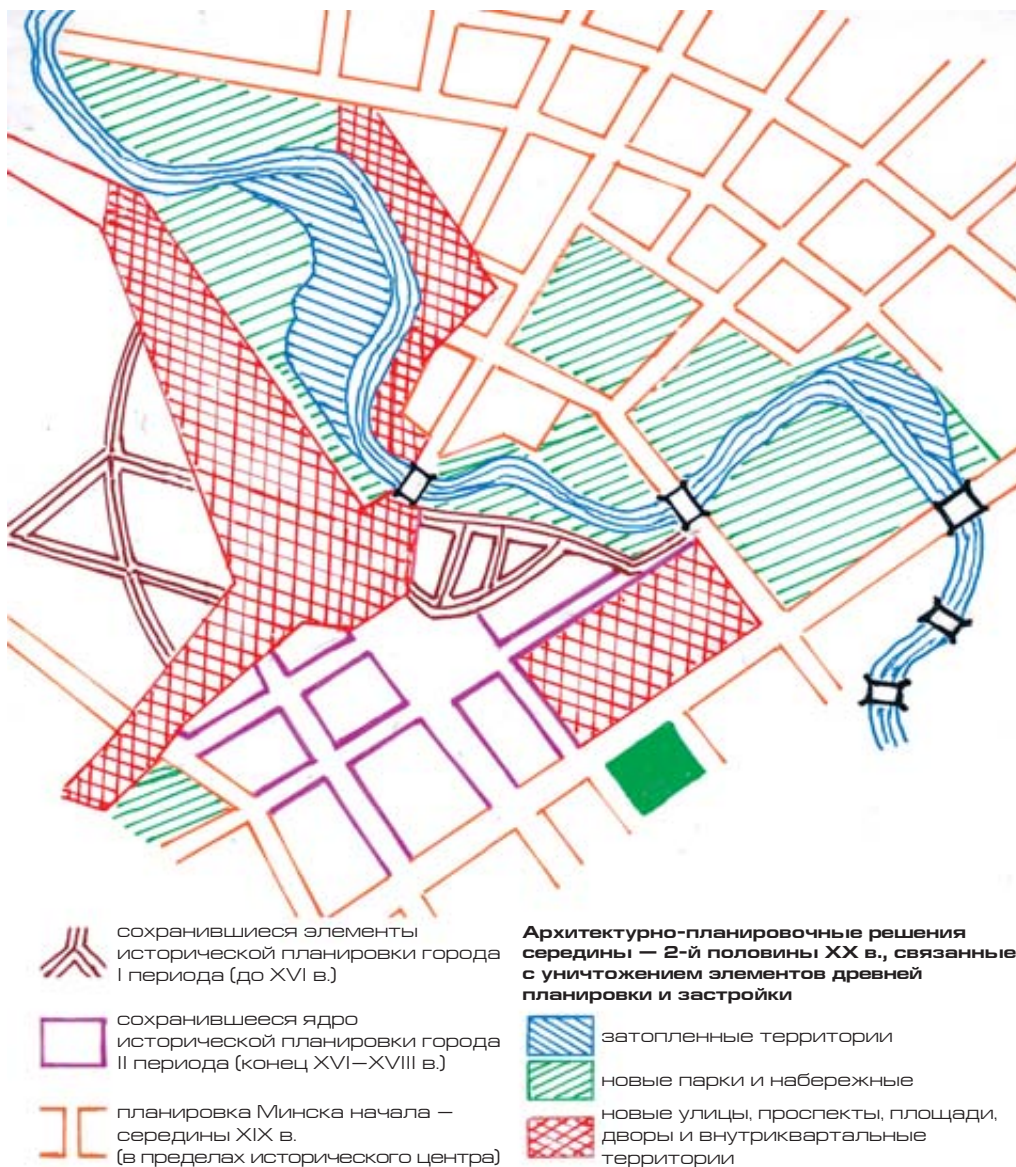 сохранившиеся элементы
исторической планировки города
I периода (до XVI в.)
сохранившееся ядро
исторической планировки города
II периода (конец XVI—XVIII в.)
планировка Минска начала —
середины XIX в.
(в пределах исторического центра)
Архитектурно-планировочные решения
середины — 2-й половины XX в., связанные
с уничтожением элементов древней
планировки и застройки
затопленные территории
новые парки и набережные
новые улицы, проспекты, площади,
дворы и внутриквартальные
территории